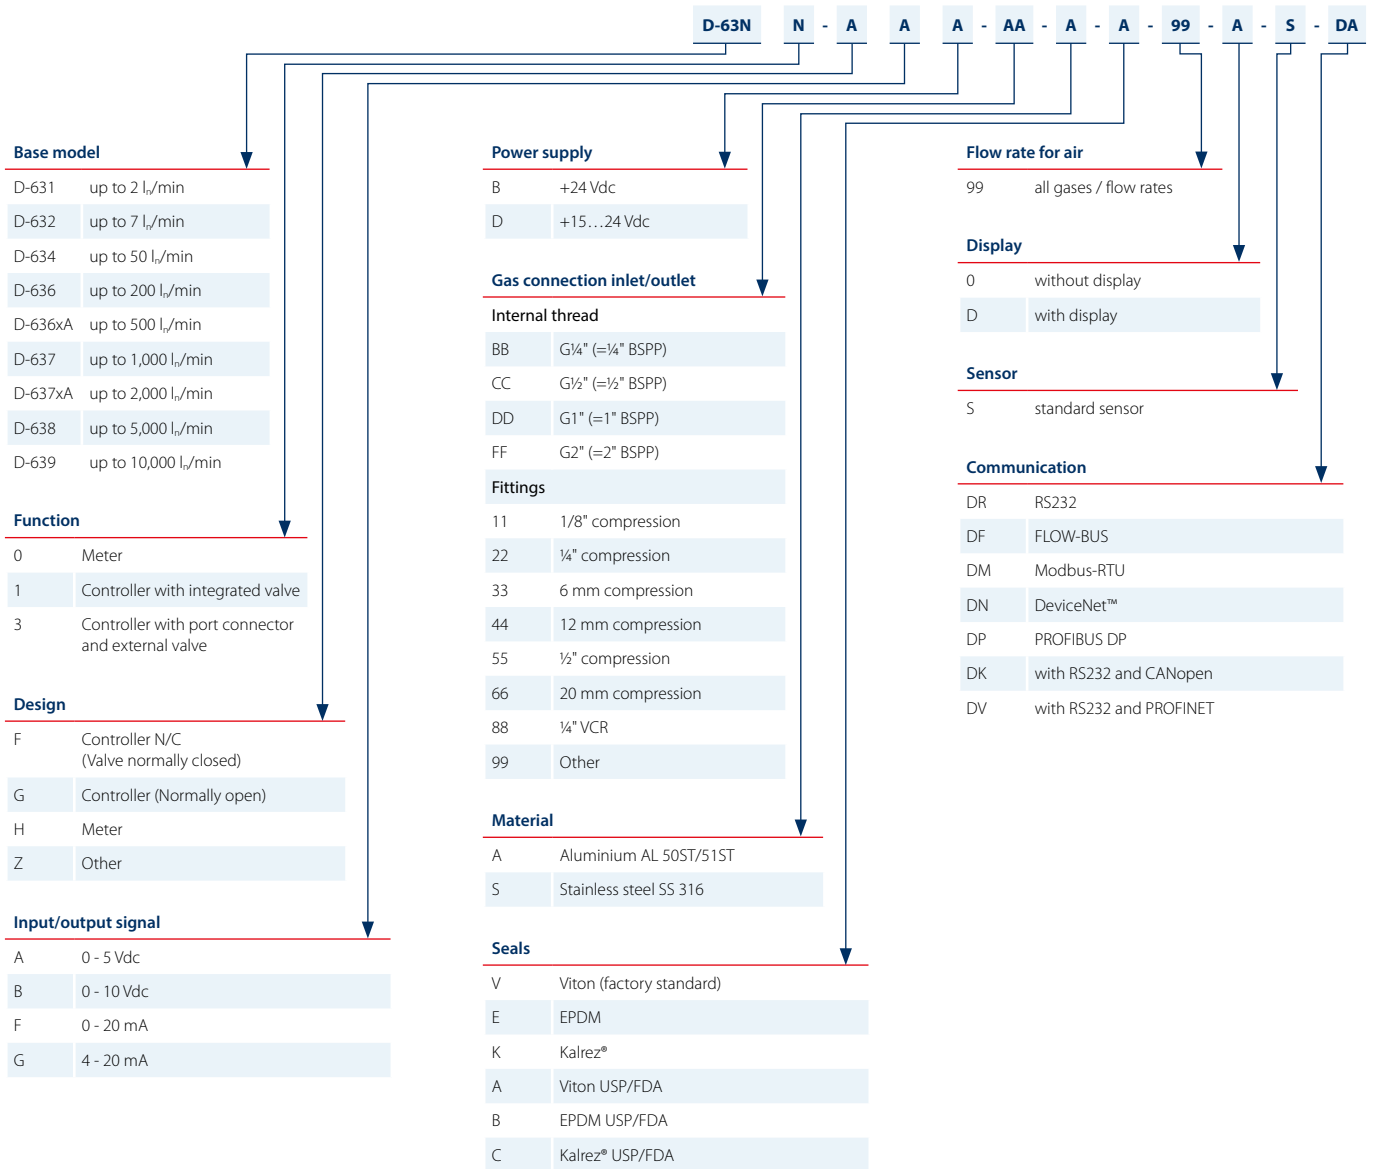 D-63N N - A A A - AA - A - A - 99 - A - S - DA
Base model
D-631 up to 2 lₙ/min
D-632 up to 7 lₙ/min
D-634 up to 50 lₙ/min
D-636 up to 200 lₙ/min
D-636xA up to 500 lₙ/min
D-637 up to 1,000 lₙ/min
D-637xA up to 2,000 lₙ/min
D-638 up to 5,000 lₙ/min
D-639 up to 10,000 lₙ/min
Function
0 Meter
1 Controller with integrated valve
3 Controller with port connector
and external valve
Design
F Controller N/C
(Valve normally closed)
G Controller (Normally open)
H Meter
Z Other
Input/output signal
A 0 - 5 Vdc
B 0 - 10 Vdc
F 0 - 20 mA
G 4 - 20 mA
Power supply
B +24 Vdc
D +15…24 Vdc
Gas connection inlet/outlet
Internal thread
BB G¼" (=¼" BSPP)
CC G½" (=½" BSPP)
DD G1" (=1" BSPP)
FF G2" (=2" BSPP)
Fittings
11 1/8" compression
22 ¼" compression
33 6 mm compression
44 12 mm compression
55 ½" compression
66 20 mm compression
88 ¼" VCR
99 Other
Material
A Aluminium AL 50ST/51ST
S Stainless steel SS 316
Seals
V Viton (factory standard)
E EPDM
K Kalrez®
A Viton USP/FDA
B EPDM USP/FDA
C Kalrez® USP/FDA
Flow rate for air
99 all gases / flow rates
Display
0 without display
D with display
Sensor
S standard sensor
Communication
DR RS232
DF FLOW-BUS
DM Modbus-RTU
DN DeviceNet™
DP PROFIBUS DP
DK with RS232 and CANopen
DV with RS232 and PROFINET